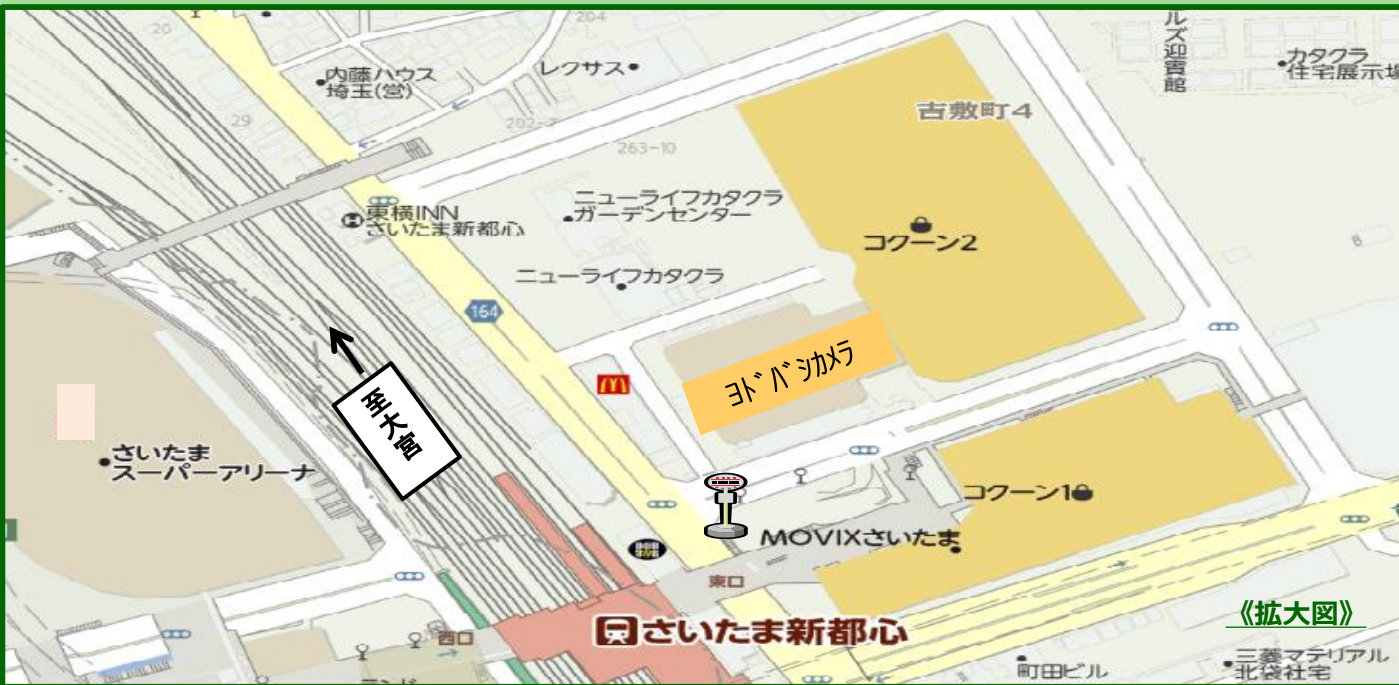 20
204
内藤ハウス
埼玉(営)
レクサス
ルズ迎賓館
カタクラ
住宅展示場
吉敷町4
29
202-7
263-10
東横INN
さいたま新都心
ニューライフカタクラ
ガーデンセンター
コクーン2
ニューライフカタクラ
164
ヨドバシカメラ
至大宮
さいたま
スーパーアリーナ
コクーン1
MOVIXさいたま
東口
さいたま新都心
西口
《拡大図》
町田ビル
三菱マテリアル
北袋社宅